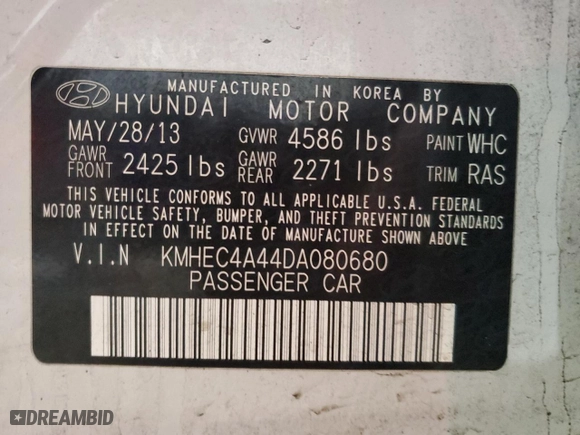 MANUFACTURED IN KOREA BY
HYUNDAI MOTOR COMPANY
MAY/28/13 GVWR 4586 lbs PAINT WHC
GAWR FRONT 2425 lbs GAWR REAR 2271 lbs TRIM RAS
THIS VEHICLE CONFORMS TO ALL APPLICABLE U.S.A. FEDERAL
MOTOR VEHICLE SAFETY, BUMPER, AND THEFT PREVENTION STANDARDS
IN EFFECT ON THE DATE OF MANUFACTURE SHOWN ABOVE
V.I.N KMHEC4A44DA080680
PASSENGER CAR
DREAMBID